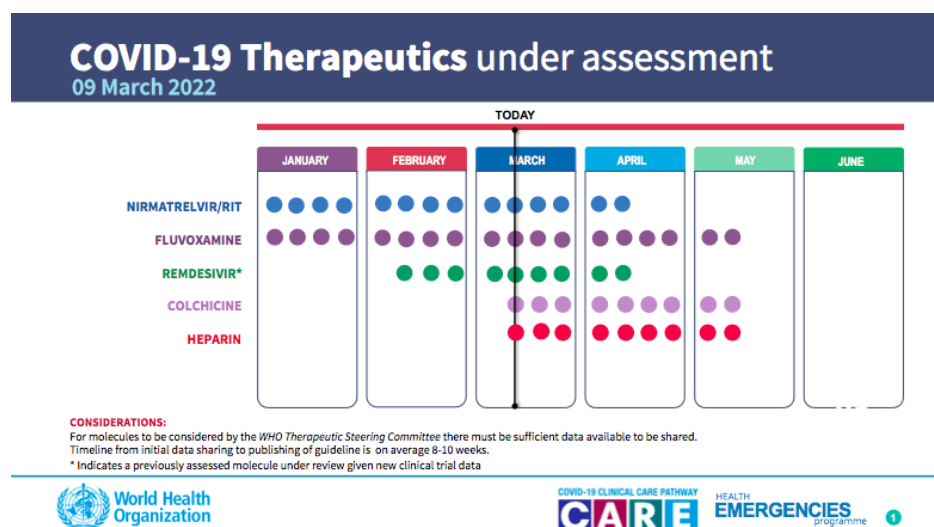 COVID-19 Therapeutics under assessment
09 March 2022
TODAY
JANUARY
FEBRUARY
MARCH
APRIL
MAY
JUNE
NIRMATRELVIR/RIT
FLUVOXAMINE
REMDESIVIR*
COLCHICINE
HEPARIN
CONSIDERATIONS:
For molecules to be considered by the WHO Therapeutic Steering Committee there must be sufficient data available to be shared.
Timeline from initial data sharing to publishing of guideline is on average 8-10 weeks.
* Indicates a previously assessed molecule under review given new clinical trial data
World Health
Organization
COVID-19 CLINICAL CARE PATHWAY
CARE
HEALTH
EMERGENCIES
programme
1